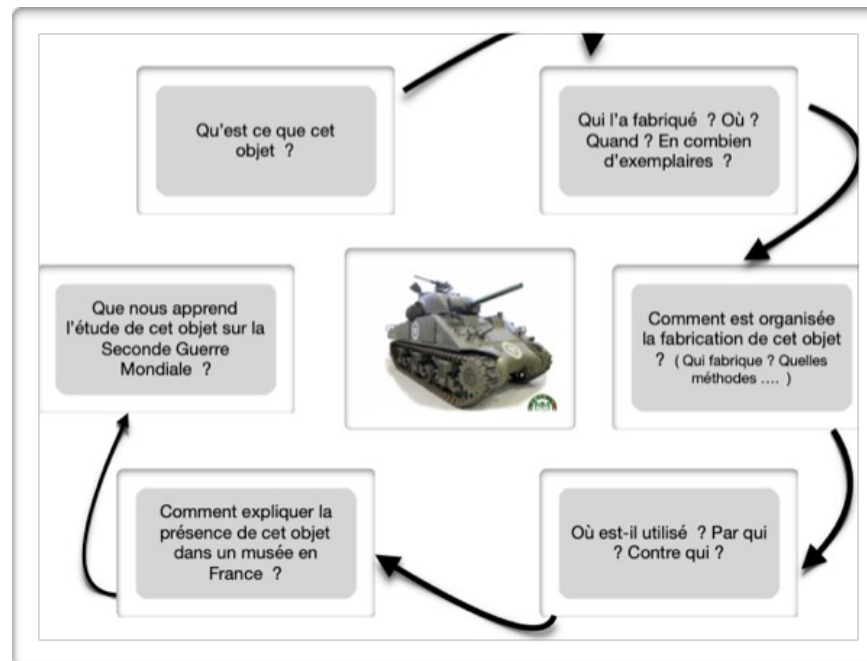 Qu'est ce que cet
objet ?
Qui l'a fabriqué ? Où ?
Quand ? En combien
d'exemplaires ?
Comment est organisée
la fabrication de cet objet
? ( Qui fabrique ? Quelles
méthodes .... )
Où est-il utilisé ? Par qui
? Contre qui ?
Comment expliquer la
présence de cet objet
dans un musée en
France ?
Que nous apprend
l'étude de cet objet sur la
Seconde Guerre
Mondiale ?